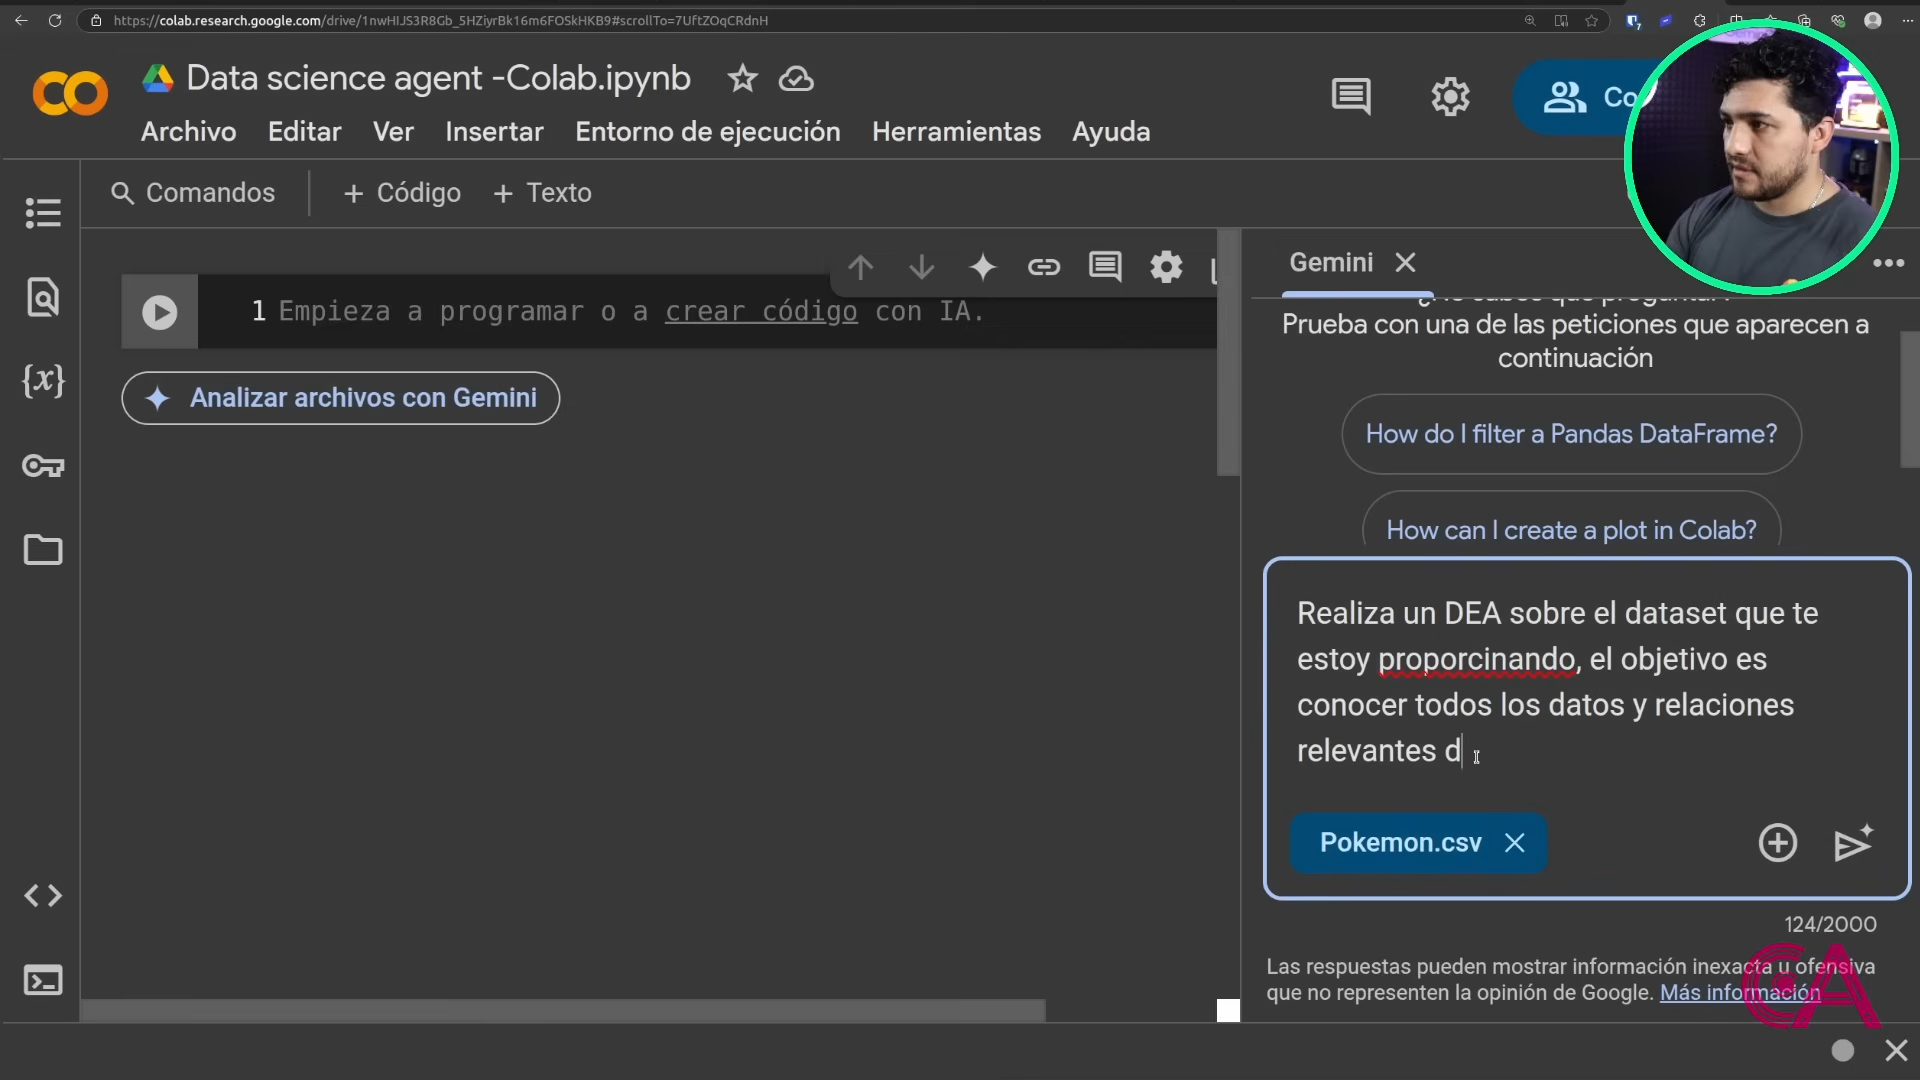 https://colab.research.google.com/drive/1nwHIJS3R8Gb_5HZiyrBk16m6FOSkHKB9#scrollTo=7UftZOqCRdnH
Data science agent -Colab.ipynb
Archivo Editar Ver Insertar Entorno de ejecución Herramientas Ayuda
Comandos + Código + Texto
1 Empieza a programar o a crear código con IA.
Analizar archivos con Gemini
Gemini
Prueba con una de las peticiones que aparecen a
continuación
How do I filter a Pandas DataFrame?
How can I create a plot in Colab?
Realiza un DEA sobre el dataset que te
estoy proporcinando, el objetivo es
conocer todos los datos y relaciones
relevantes d
Pokemon.csv
124/2000
Las respuestas pueden mostrar información inexacta u ofensiva
que no representen la opinión de Google. Más información
CA